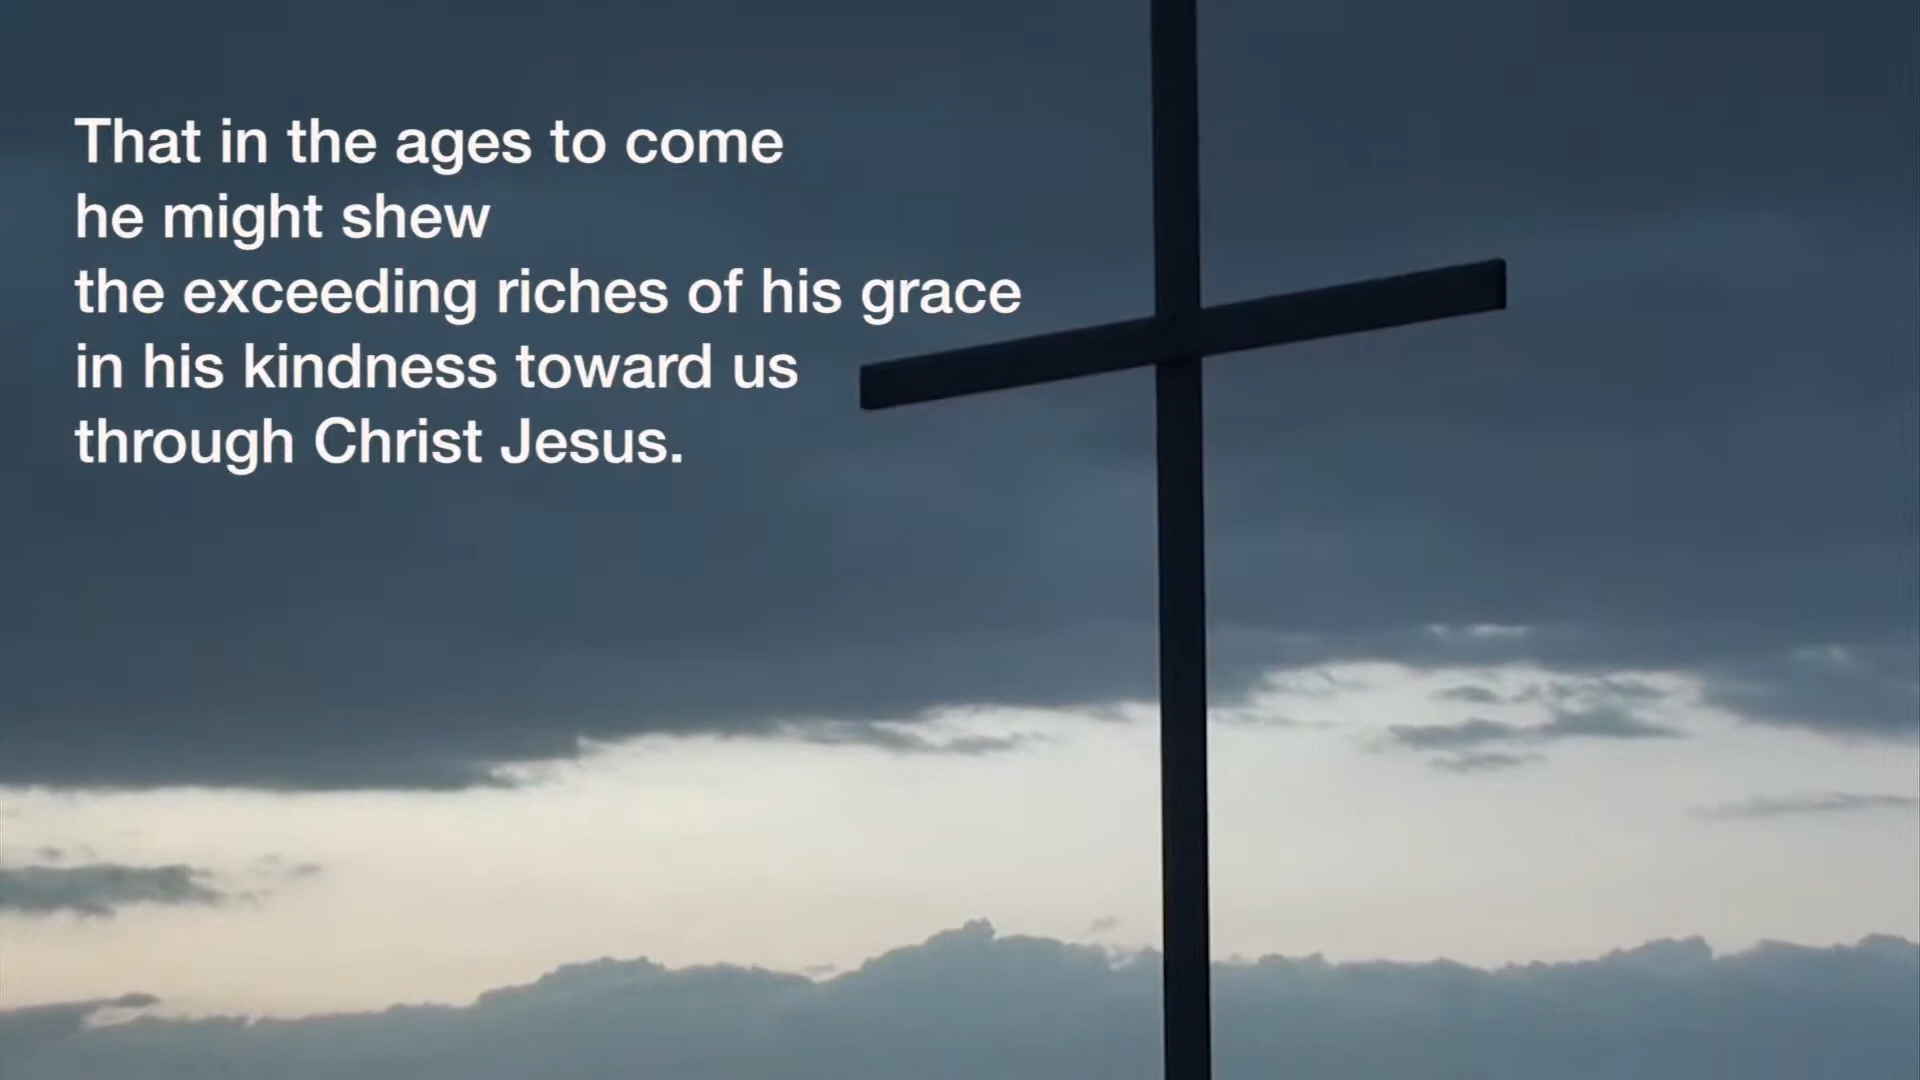 That in the ages to come
he might shew
the exceeding riches of his grace
in his kindness toward us
through Christ Jesus.